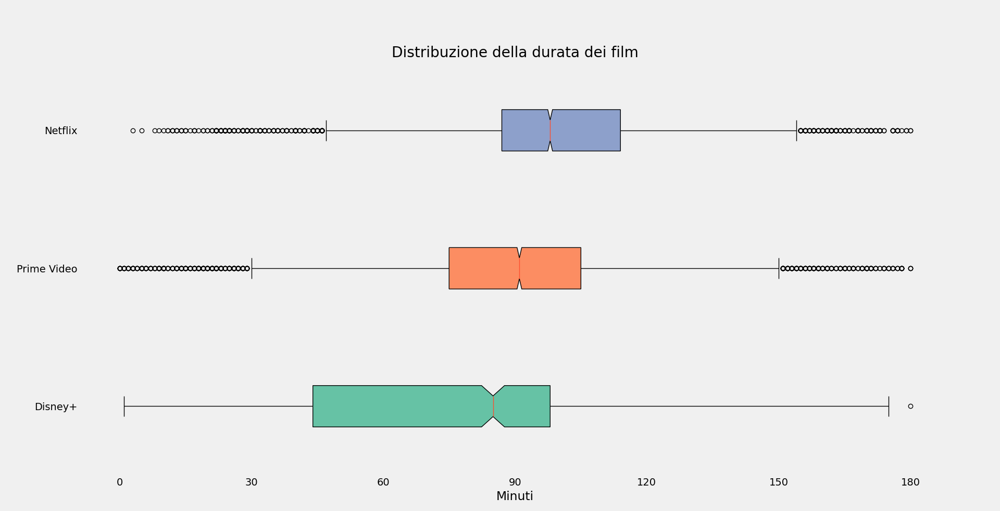 Distribuzione della durata dei film
Netflix
Prime Video
Disney+
0 30 60 90 120 150 180
Minuti